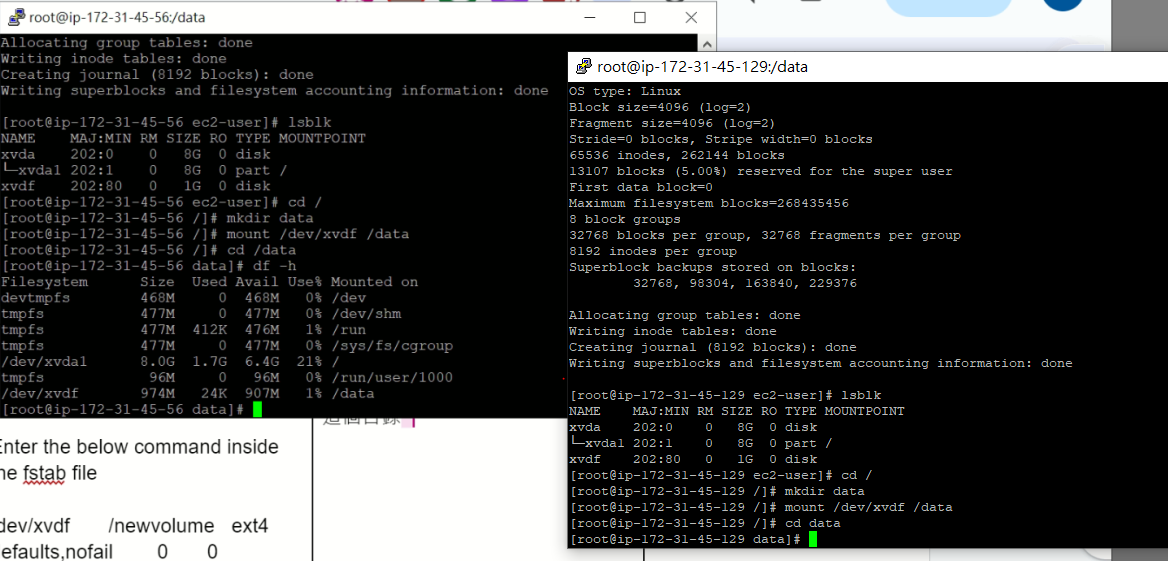 root@ip-172-31-45-56:/data
Allocating group tables: done
Writing inode tables: done
Creating journal (8192 blocks): done
Writing superblocks and filesystem accounting information: done
[root@ip-172-31-45-56 ec2-user]# lsblk
NAME    MAJ:MIN RM SIZE RO TYPE MOUNTPOINT
xvda    202:0    0   8G  0 disk
└─xvda1 202:1    0   8G  0 part /
xvdf    202:80   0   1G  0 disk
[root@ip-172-31-45-56 ec2-user]# cd /
[root@ip-172-31-45-56 /]# mkdir data
[root@ip-172-31-45-56 /]# mount /dev/xvdf /data
[root@ip-172-31-45-56 /]# cd /data
[root@ip-172-31-45-56 data]# df -h
Filesystem      Size  Used Avail Use% Mounted on
devtmpfs        468M     0  468M   0% /dev
tmpfs           477M     0  477M   0% /dev/shm
tmpfs           477M  412K  476M   1% /run
tmpfs           477M     0  477M   0% /sys/fs/cgroup
/dev/xvda1      8.0G  1.7G  6.4G  21% /
tmpfs            96M     0   96M   0% /run/user/1000
/dev/xvdf       974M   24K  907M   1% /data
[root@ip-172-31-45-56 data]#
這個目錄
Enter the below command inside
he fstab file
dev/xvdf /newvolume ext4
efaults,nofail 0 0
root@ip-172-31-45-129:/data
OS type: Linux
Block size=4096 (log=2)
Fragment size=4096 (log=2)
Stride=0 blocks, Stripe width=0 blocks
65536 inodes, 262144 blocks
13107 blocks (5.00%) reserved for the super user
First data block=0
Maximum filesystem blocks=268435456
8 block groups
32768 blocks per group, 32768 fragments per group
8192 inodes per group
Superblock backups stored on blocks:
        32768, 98304, 163840, 229376
Allocating group tables: done
Writing inode tables: done
Creating journal (8192 blocks): done
Writing superblocks and filesystem accounting information: done
[root@ip-172-31-45-129 ec2-user]# lsblk
NAME    MAJ:MIN RM SIZE RO TYPE MOUNTPOINT
xvda    202:0    0   8G  0 disk
└─xvda1 202:1    0   8G  0 part /
xvdf    202:80   0   1G  0 disk
[root@ip-172-31-45-129 ec2-user]# cd /
[root@ip-172-31-45-129 /]# mkdir data
[root@ip-172-31-45-129 /]# mount /dev/xvdf /data
[root@ip-172-31-45-129 /]# cd data
[root@ip-172-31-45-129 data]#